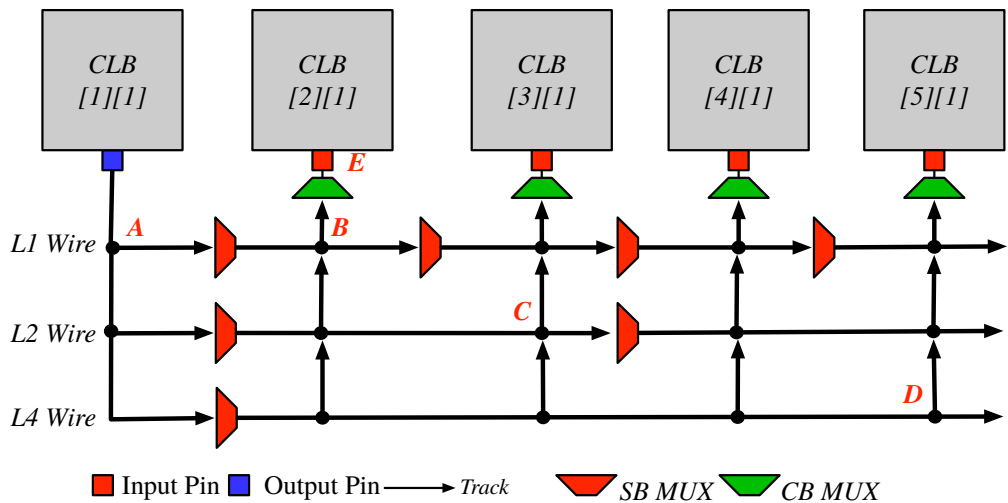 CLB CLB CLB CLB CLB
[1][1] [2][1] [3][1] [4][1] [5][1]
E
A B
L1 Wire
C
L2 Wire
D
L4 Wire
Input Pin Output Pin Track SB MUX CB MUX